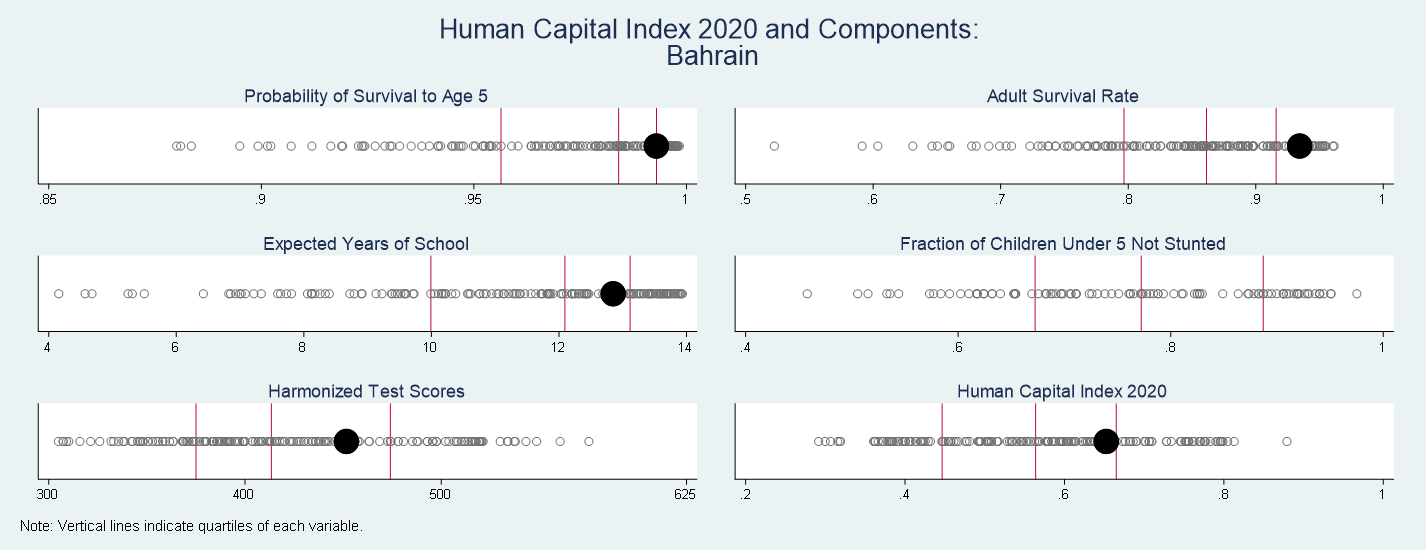 Human Capital Index 2020 and Components:
Bahrain
Probability of Survival to Age 5
.85 .9 .95 1
Adult Survival Rate
.5 .6 .7 .8 .9 1
Expected Years of School
4 6 8 10 12 14
Fraction of Children Under 5 Not Stunted
.4 .6 .8 1
Harmonized Test Scores
300 400 500 625
Human Capital Index 2020
.2 .4 .6 .8 1
Note: Vertical lines indicate quartiles of each variable.